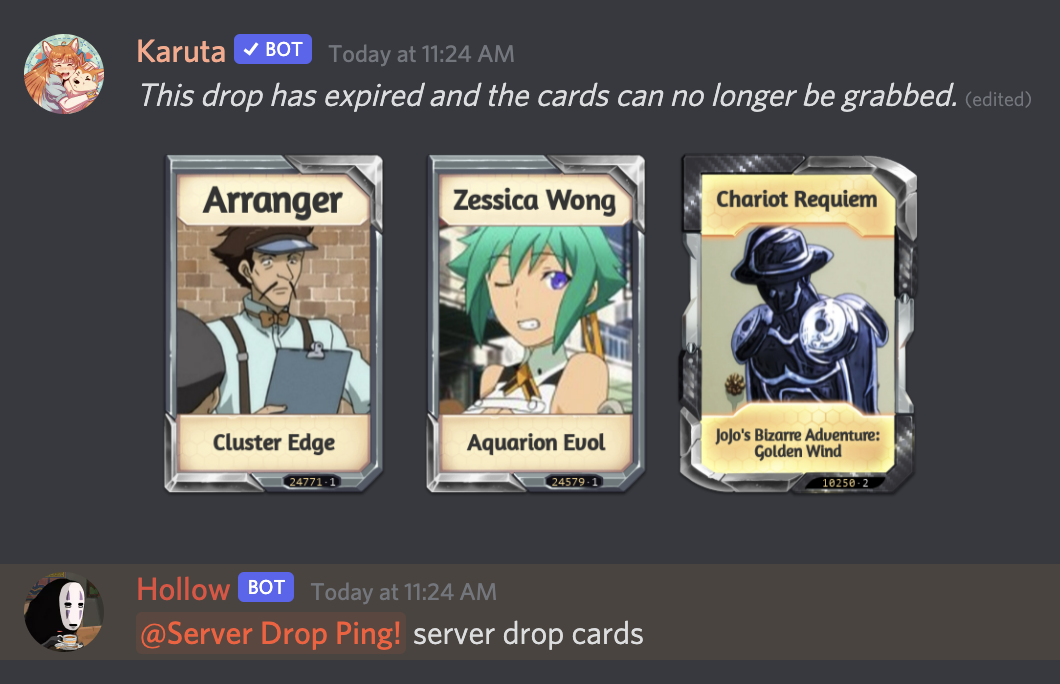 Karuta ✓ BOT Today at 11:24 AM
This drop has expired and the cards can no longer be grabbed. (edited)
Arranger
Cluster Edge
24771·1
Zessica Wong
Aquarion Evol
24579·1
Chariot Requiem
JoJo's Bizarre Adventure:
Golden Wind
10250·2
Hollow BOT Today at 11:24 AM
@Server Drop Ping! server drop cards